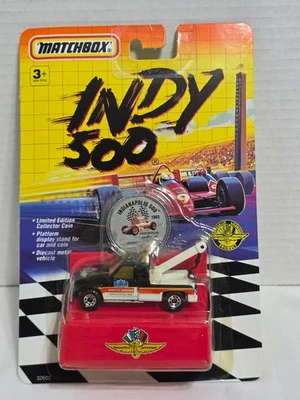 MATCHBOX®
3+
INDY
500®
INDIANAPOLIS 500
• Limited Edition
Collector Coin
• Platform
display stand for
car and coin
• Diecast metal
vehicle